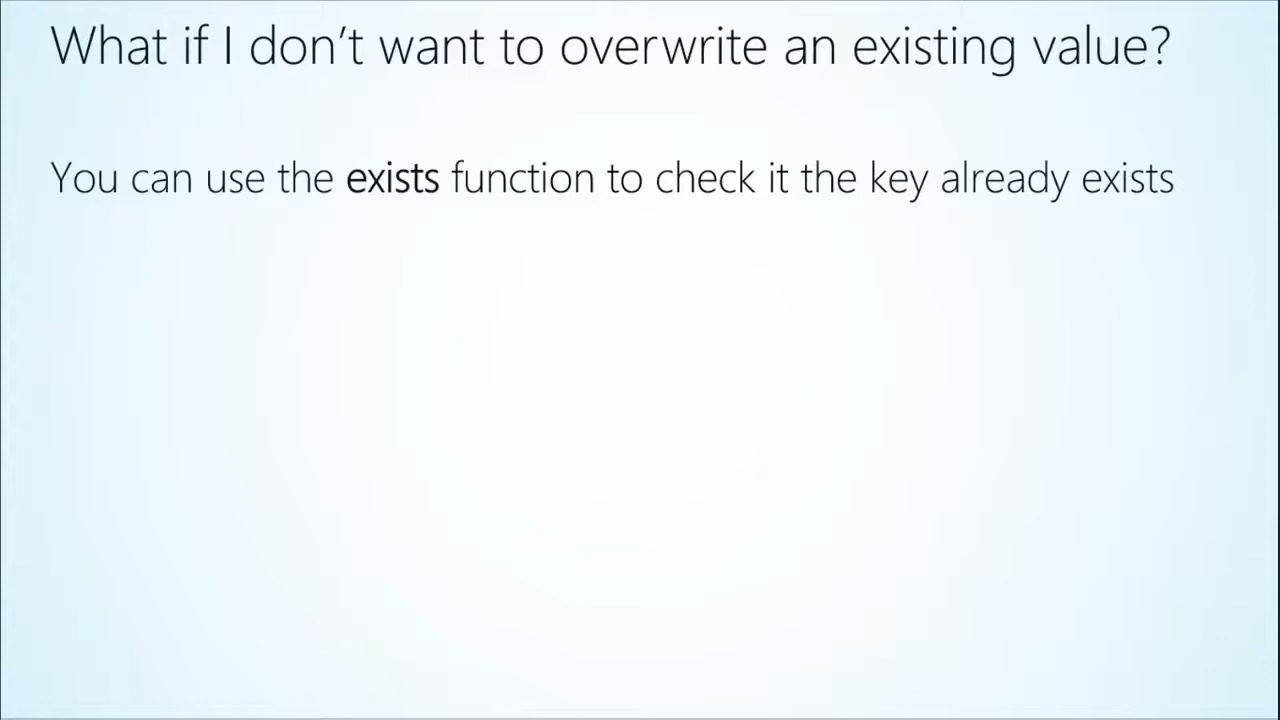 What if I don’t want to overwrite an existing value?
You can use the exists function to check it the key already exists